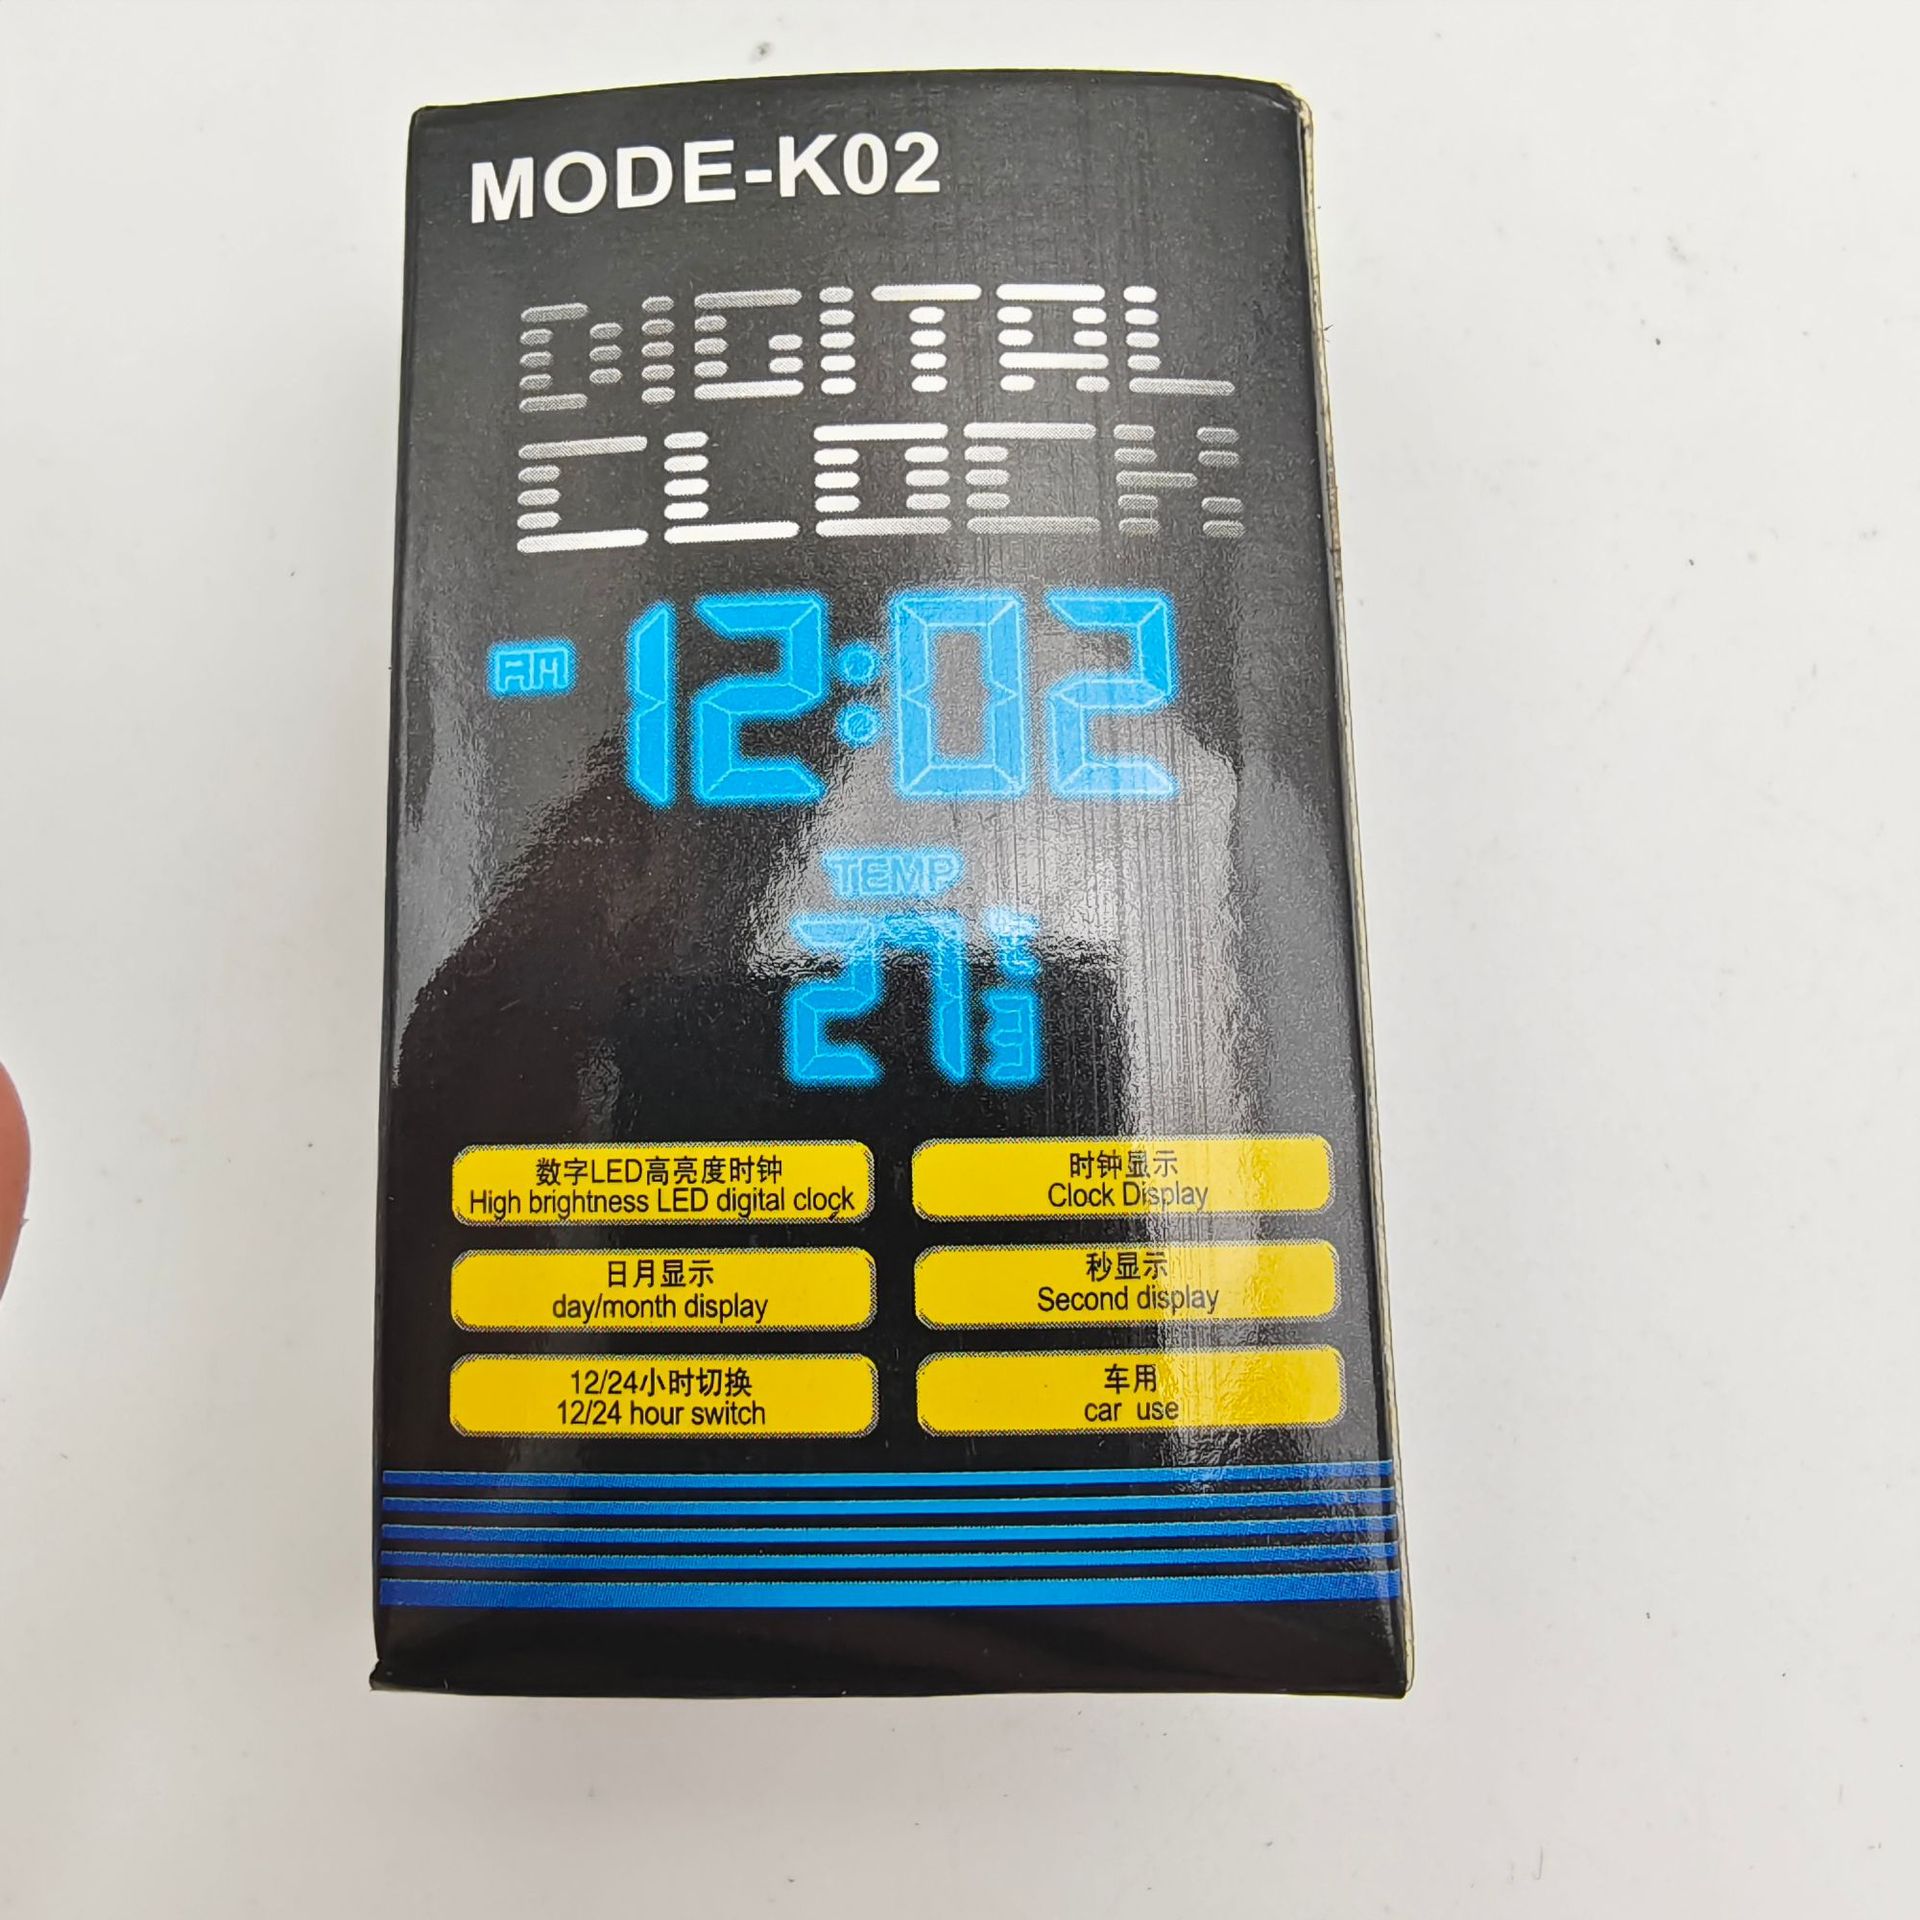 MODE-K02
DIGITAL
CLOCK
AM 12:02
TEMP
27
数字LED高亮度时钟
High brightness LED digital clock
时钟显示
Clock Display
日月显示
day/month display
秒显示
Second display
12/24小时切换
12/24 hour switch
车用
car use